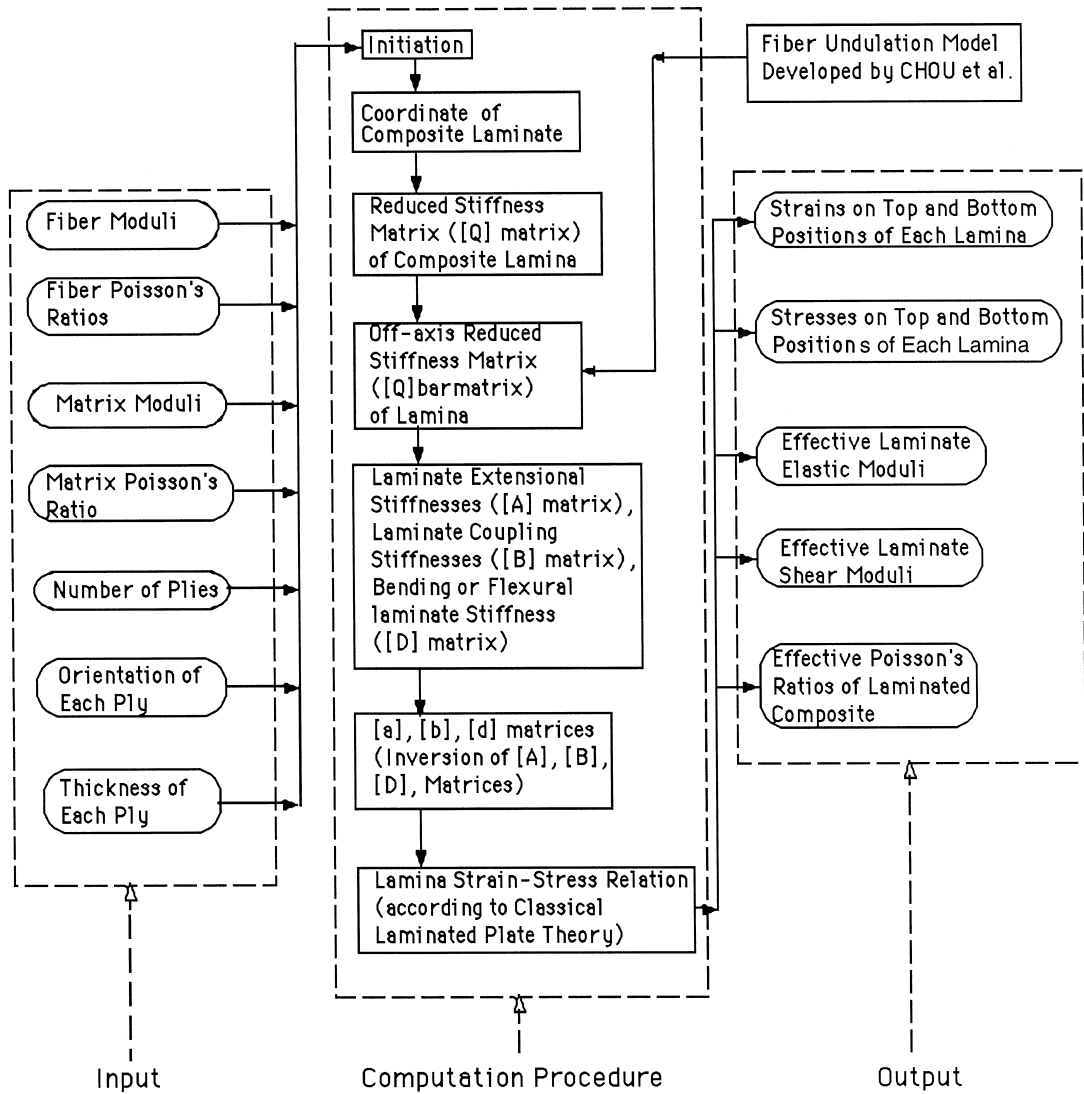 Initiation
Coordinate of
Composite Laminate
Reduced Stiffness
Matrix ([Q] matrix)
of Composite Lamina
Off-axis Reduced
Stiffness Matrix
([Q]barmatrix)
of Lamina
Laminate Extensional
Stiffnesses ([A] matrix),
Laminate Coupling
Stiffnesses ([B] matrix),
Bending or Flexural
laminate Stiffness
([D] matrix)
[a], [b], [d] matrices
(Inversion of [A], [B],
[D], Matrices)
Lamina Strain-Stress Relation
(according to Classical
Laminated Plate Theory)
Fiber Undulation Model
Developed by CHOU et al.
Fiber Moduli
Fiber Poisson's
Ratios
Matrix Moduli
Matrix Poisson's
Ratio
Number of Plies
Orientation of
Each Ply
Thickness of
Each Ply
Strains on Top and Bottom
Positions of Each Lamina
Stresses on Top and Bottom
Positions of Each Lamina
Effective Laminate
Elastic Moduli
Effective Laminate
Shear Moduli
Effective Poisson's
Ratios of Laminated
Composite
Input
Computation Procedure
Output